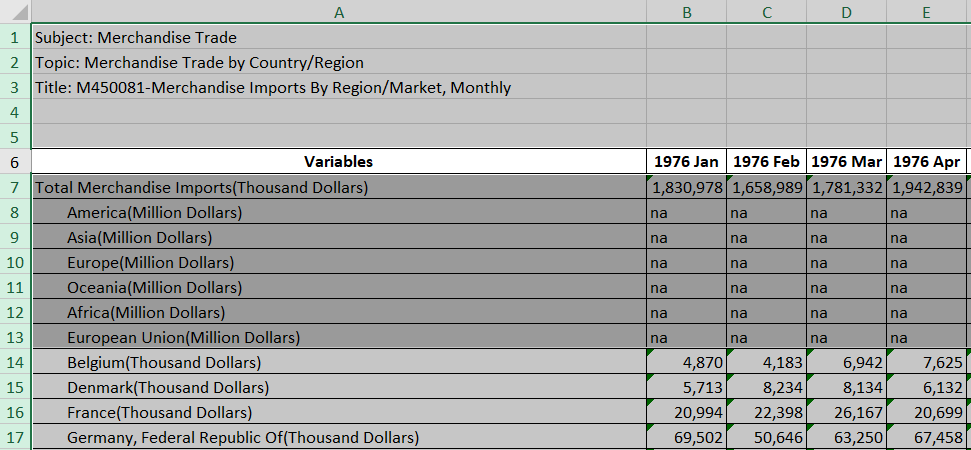 A B C D E
1 Subject: Merchandise Trade
2 Topic: Merchandise Trade by Country/Region
3 Title: M450081-Merchandise Imports By Region/Market, Monthly
4
5
6 Variables 1976 Jan 1976 Feb 1976 Mar 1976 Apr
7 Total Merchandise Imports(Thousand Dollars) 1,830,978 1,658,989 1,781,332 1,942,839
8 America(Million Dollars) na na na na
9 Asia(Million Dollars) na na na na
10 Europe(Million Dollars) na na na na
11 Oceania(Million Dollars) na na na na
12 Africa(Million Dollars) na na na na
13 European Union(Million Dollars) na na na na
14 Belgium(Thousand Dollars) 4,870 4,183 6,942 7,625
15 Denmark(Thousand Dollars) 5,713 8,234 8,134 6,132
16 France(Thousand Dollars) 20,994 22,398 26,167 20,699
17 Germany, Federal Republic Of(Thousand Dollars) 69,502 50,646 63,250 67,458